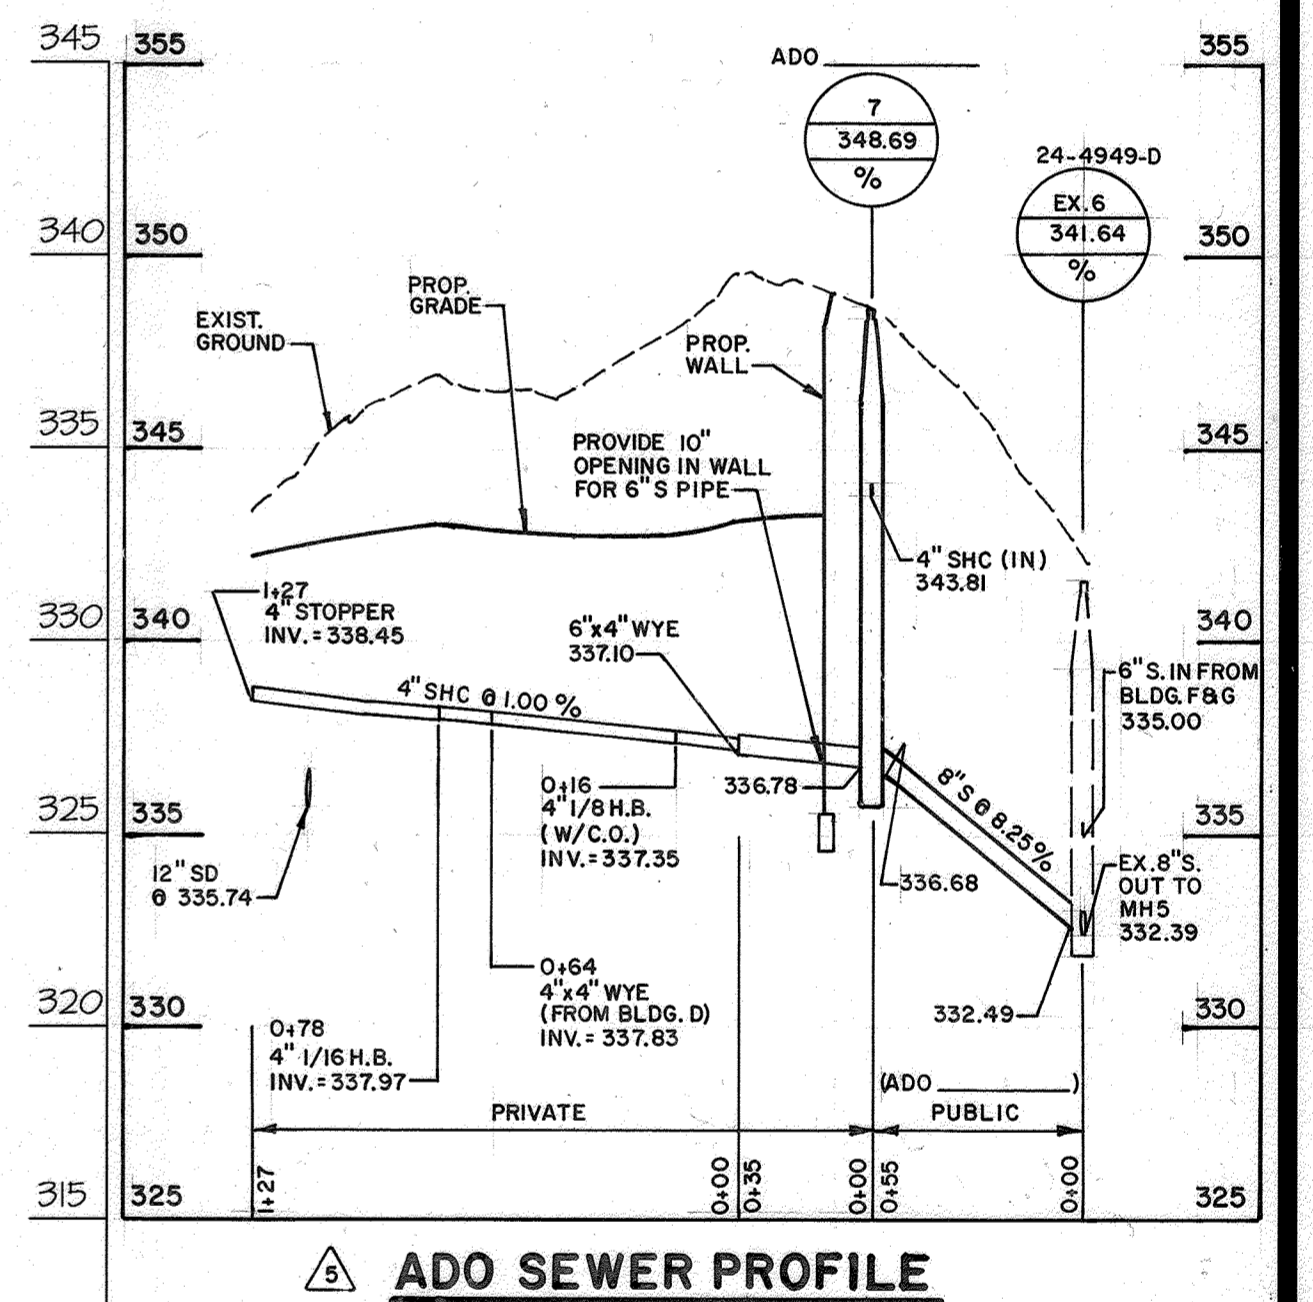 345
355
ADO
355
7
348.69
%
24-4949-D
EX.6
341.64
%
340
350
350
PROP.
GRADE
EXIST.
GROUND
PROP.
WALL
335
345
345
PROVIDE 10"
OPENING IN WALL
FOR 6" S PIPE
4" SHC (IN)
343.81
1+27
4" STOPPER
INV.=338.45
330
340
340
6"x4" WYE
337.10
6" S. IN FROM
BLDG. F&G
335.00
4" SHC @ 1.00 %
336.78
8" S @ 8.25%
0+16
4" 1/8 H.B.
(W/C.O.)
INV.=337.35
325
335
335
12" SD
@ 335.74
336.68
EX.8" S.
OUT TO
MH5
332.39
0+64
4"x4" WYE
(FROM BLDG. D)
INV.=337.83
320
330
330
332.49
0+78
4" 1/16 H.B.
INV.=337.97
(ADO )
PRIVATE
PUBLIC
315
325
1+27
0+00
0+35
0+00
0+55
0+00
325
5
ADO SEWER PROFILE